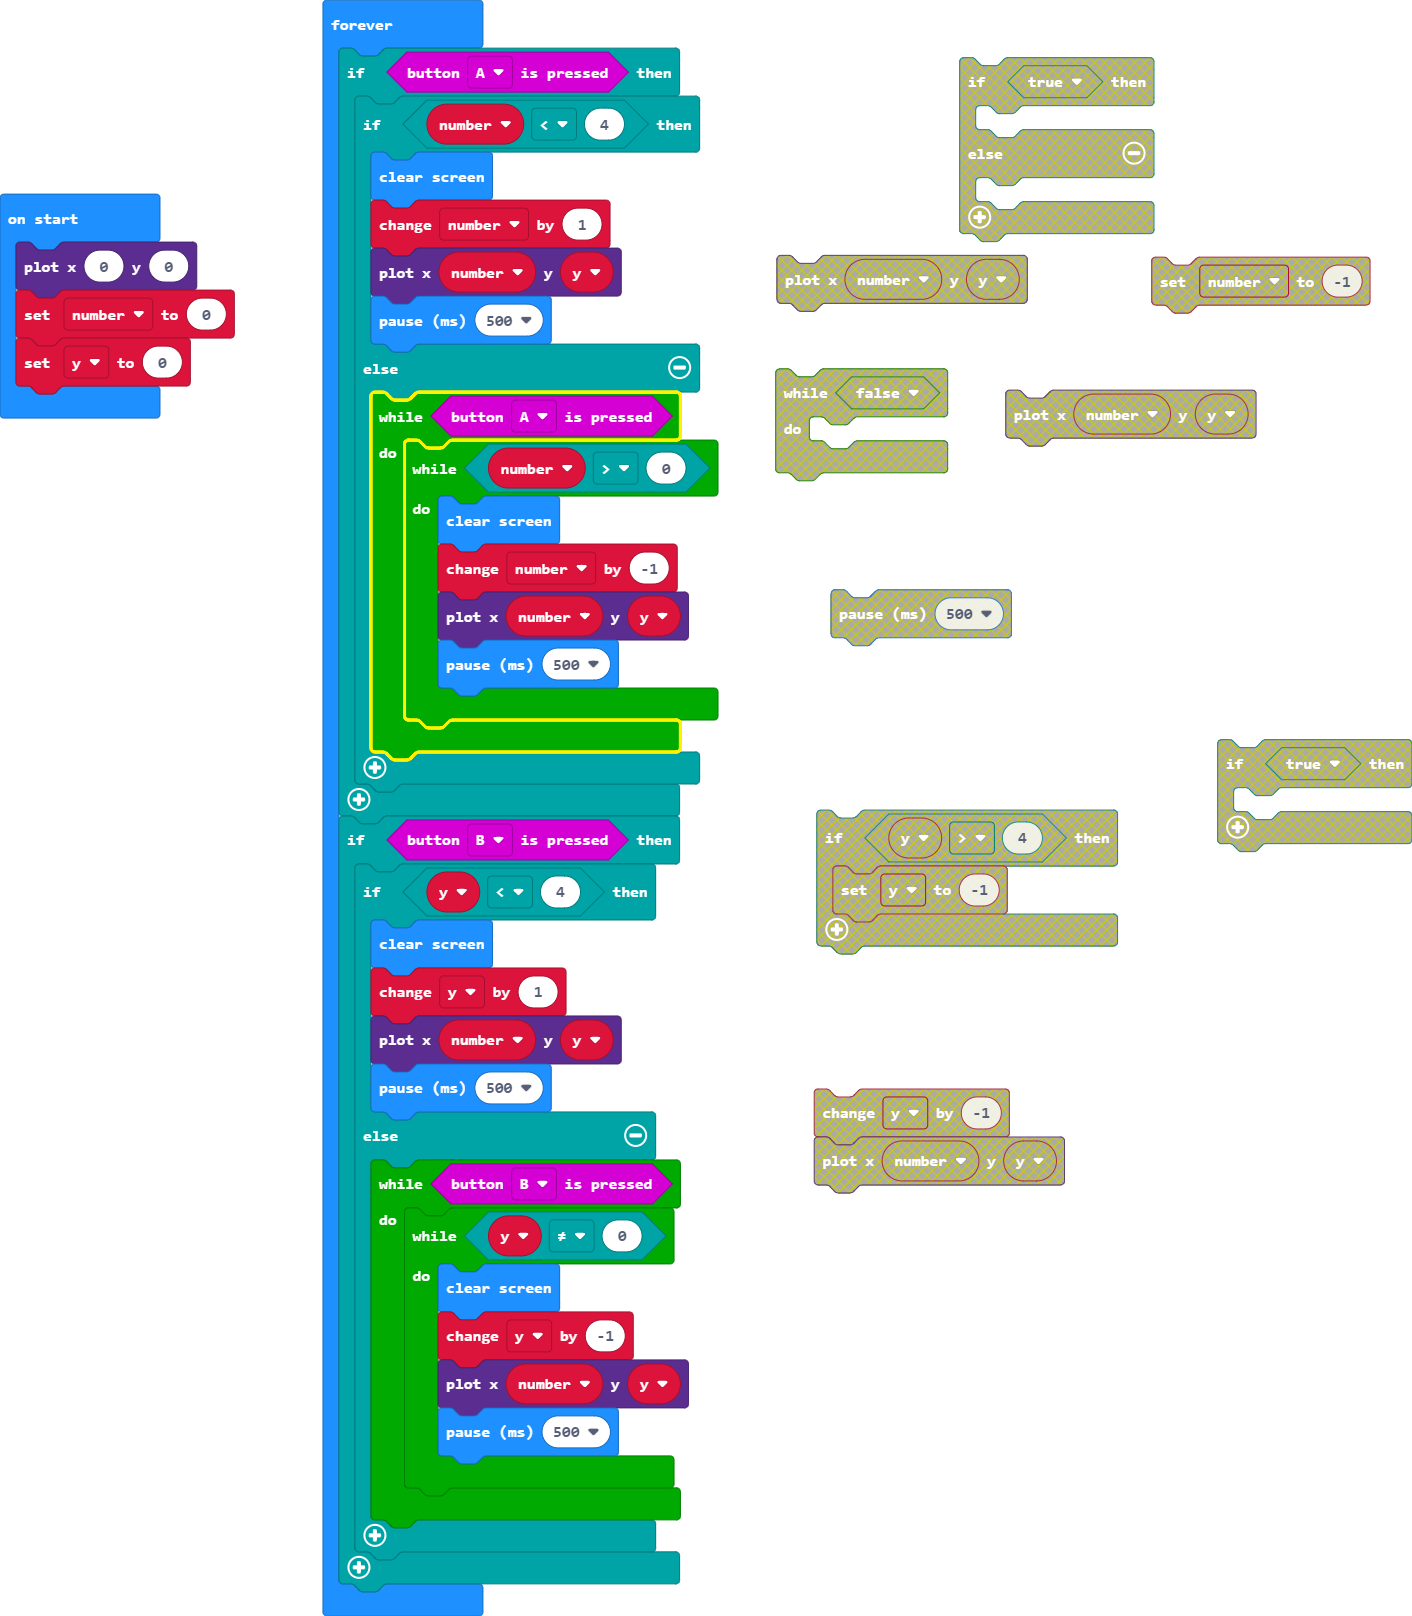 on start
plot x 0 y 0
set number to 0
set y to 0
forever
if button A is pressed then
if number < 4 then
clear screen
change number by 1
plot x number y y
pause (ms) 500
else
while button A is pressed
do
while number > 0
do
clear screen
change number by -1
plot x number y y
pause (ms) 500
if button B is pressed then
if y < 4 then
clear screen
change y by 1
plot x number y y
pause (ms) 500
else
while button B is pressed
do
while y ≠ 0
do
clear screen
change y by -1
plot x number y y
pause (ms) 500
if true then
else
plot x number y y
set number to -1
while false
do
plot x number y y
pause (ms) 500
if true then
if y > 4 then
set y to -1
change y by -1
plot x number y y